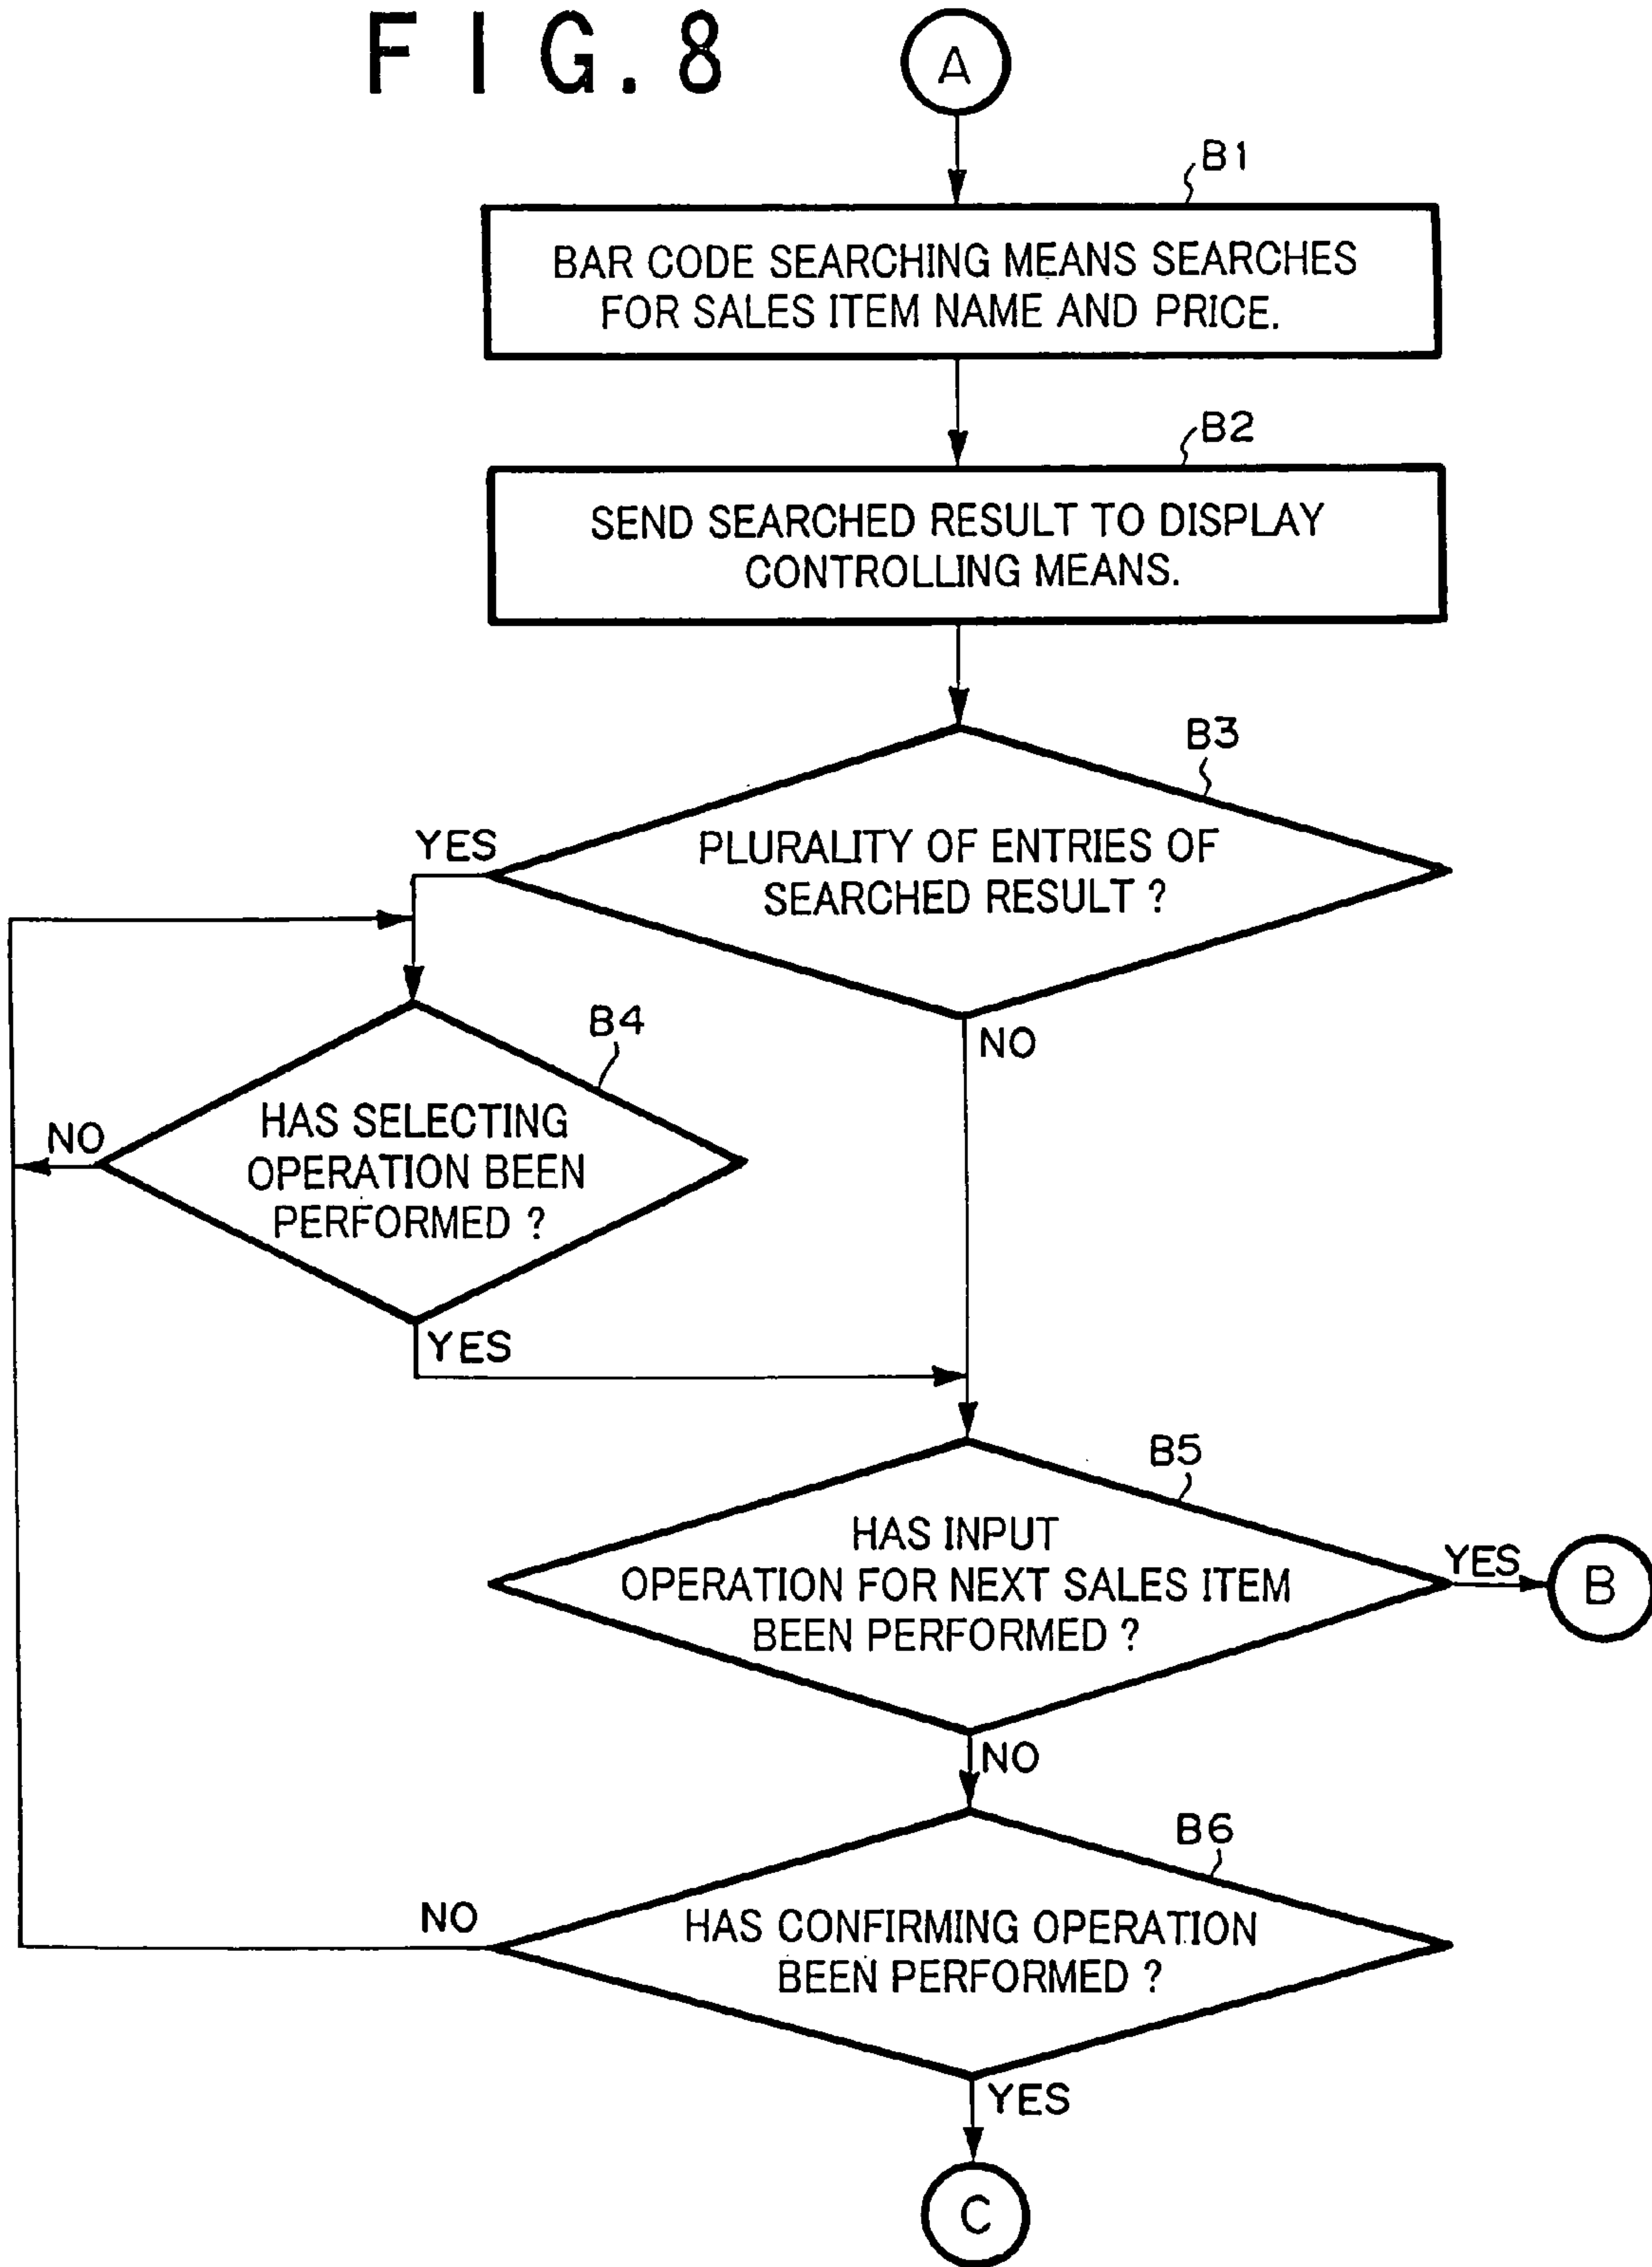 FIG. 8
A
B1
BAR CODE SEARCHING MEANS SEARCHES
FOR SALES ITEM NAME AND PRICE.
B2
SEND SEARCHED RESULT TO DISPLAY
CONTROLLING MEANS.
B3
YES
PLURALITY OF ENTRIES OF
SEARCHED RESULT ?
NO
B4
NO
HAS SELECTING
OPERATION BEEN
PERFORMED ?
YES
B5
HAS INPUT
OPERATION FOR NEXT SALES ITEM
BEEN PERFORMED ?
YES
B
NO
B6
NO
HAS CONFIRMING OPERATION
BEEN PERFORMED ?
YES
C